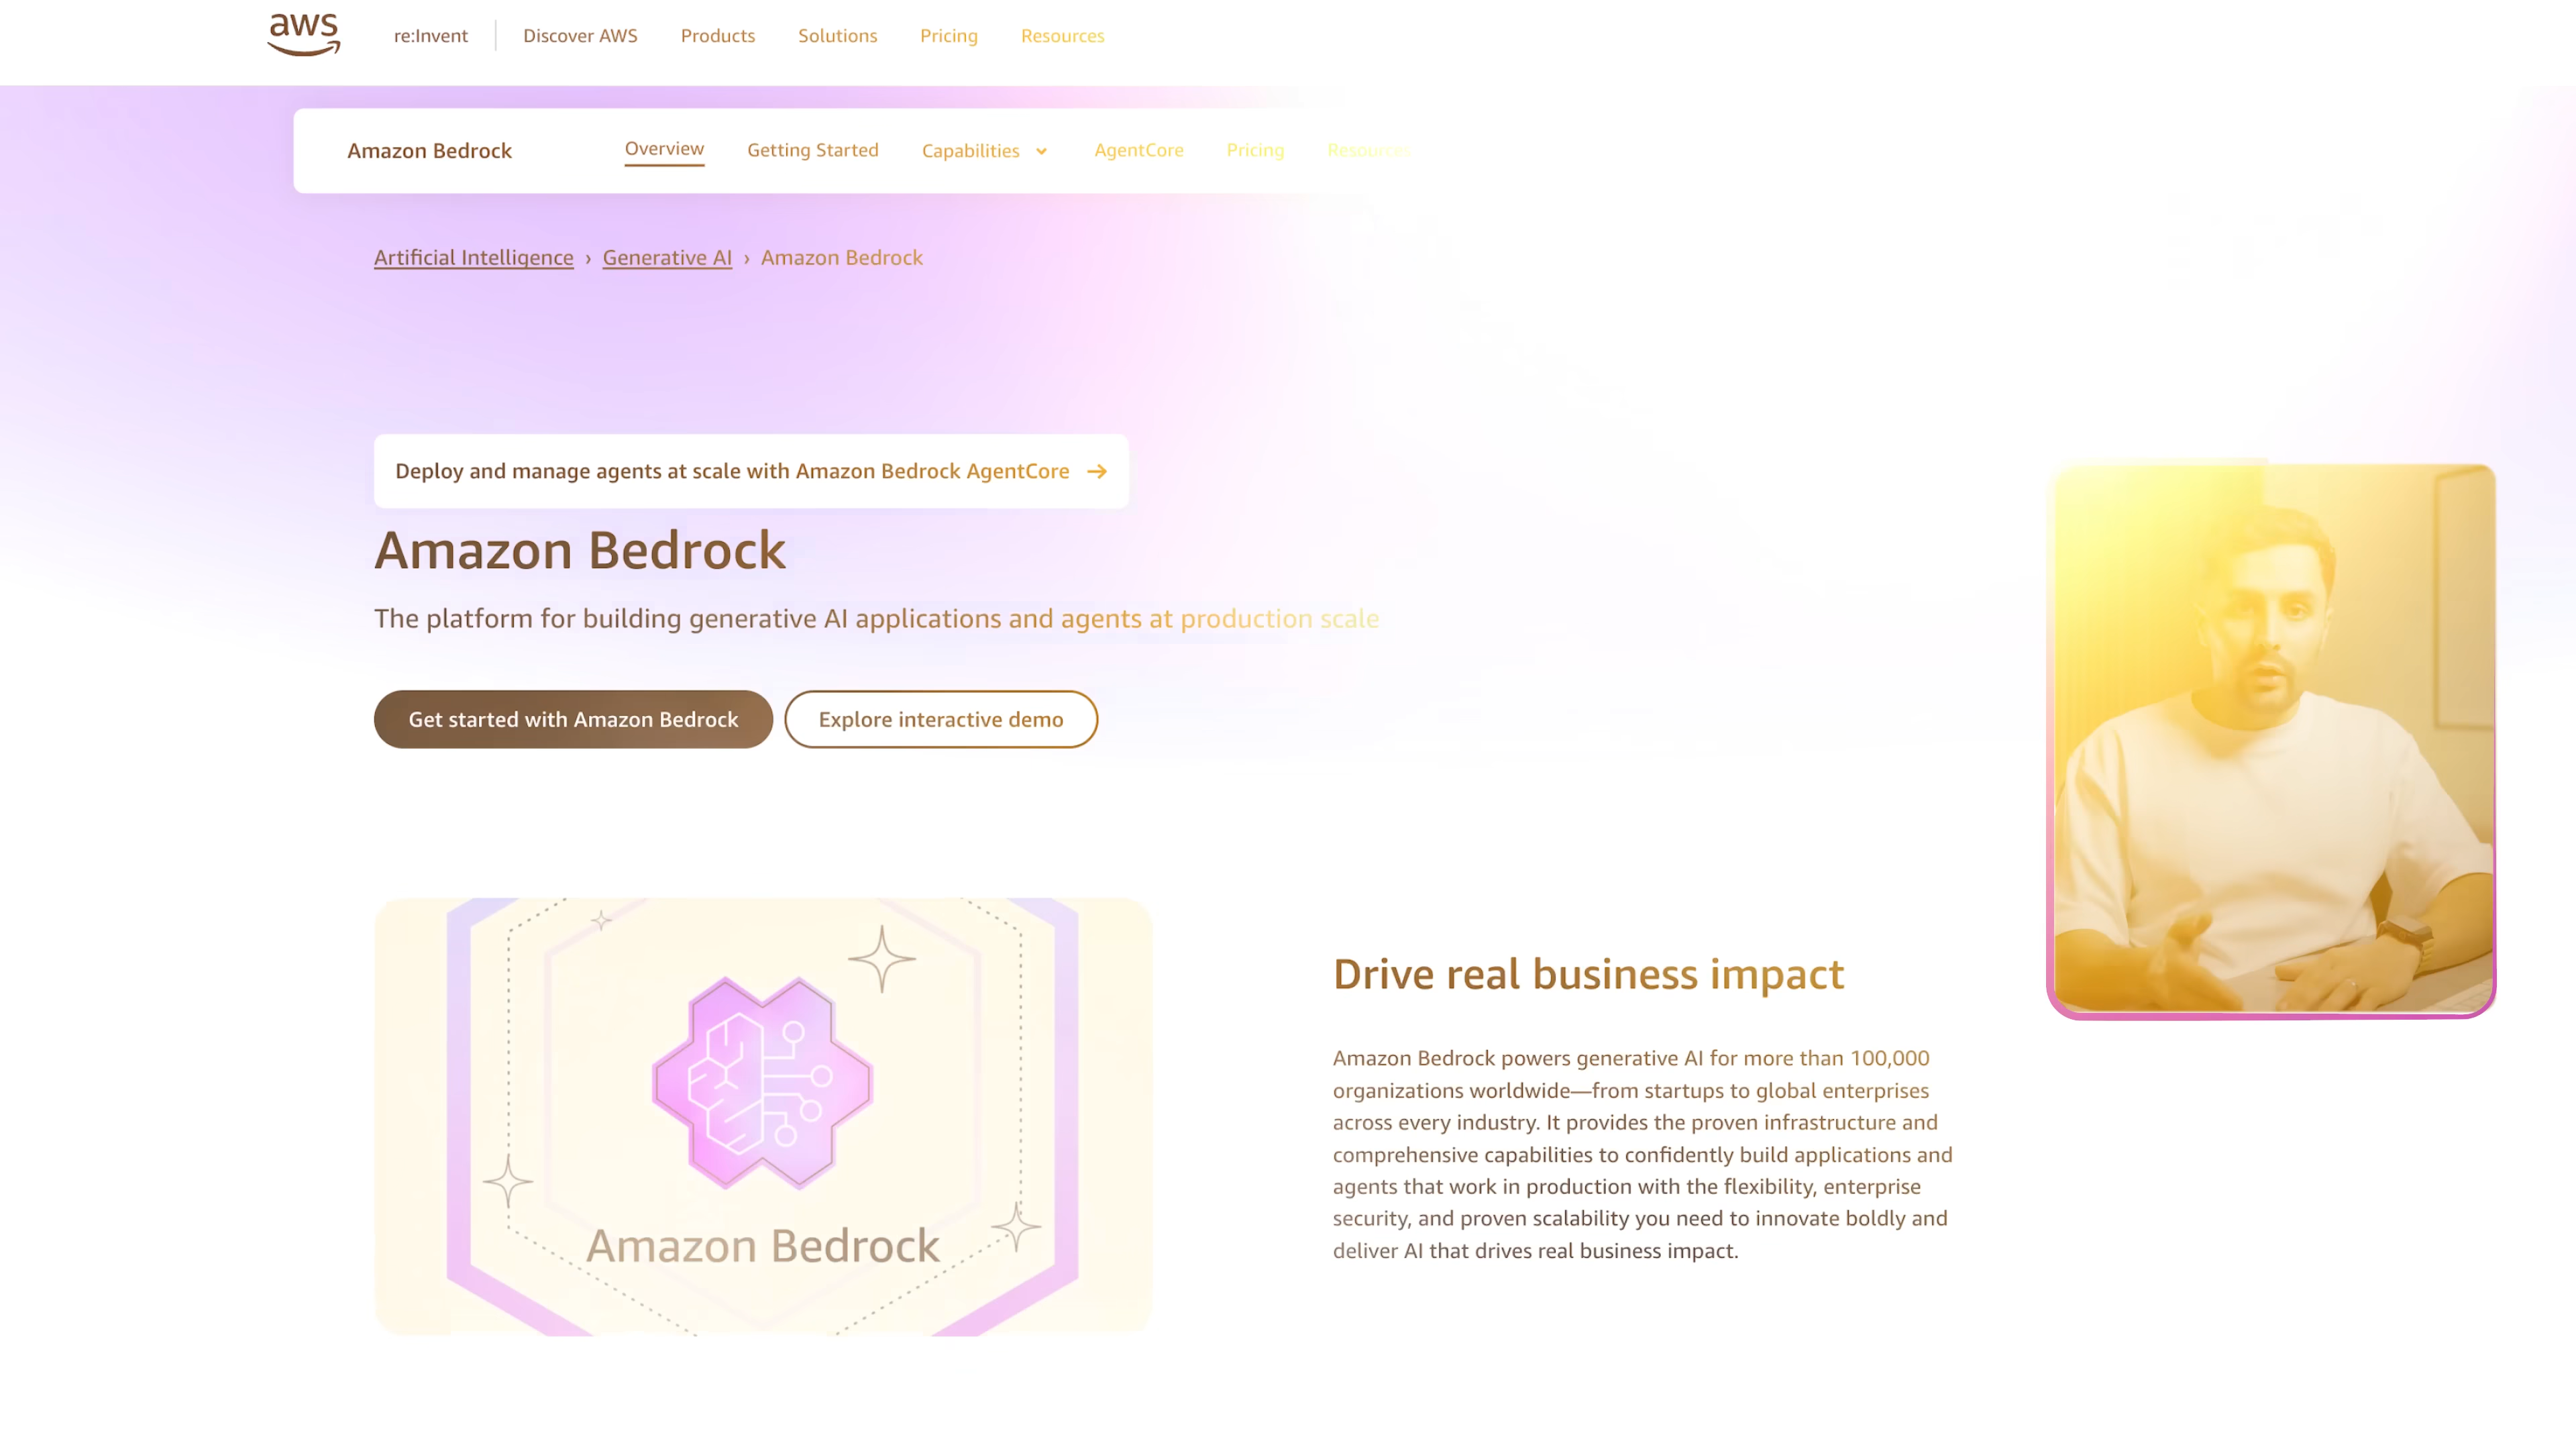 aws
re:Invent Discover AWS Products Solutions Pricing Resources
Amazon Bedrock Overview Getting Started Capabilities AgentCore Pricing Resources
Artificial Intelligence › Generative AI › Amazon Bedrock
Deploy and manage agents at scale with Amazon Bedrock AgentCore →
Amazon Bedrock
The platform for building generative AI applications and agents at production scale
Get started with Amazon Bedrock Explore interactive demo
Amazon Bedrock
Drive real business impact
Amazon Bedrock powers generative AI for more than 100,000
organizations worldwide—from startups to global enterprises
across every industry. It provides the proven infrastructure and
comprehensive capabilities to confidently build applications and
agents that work in production with the flexibility, enterprise
security, and proven scalability you need to innovate boldly and
deliver AI that drives real business impact.